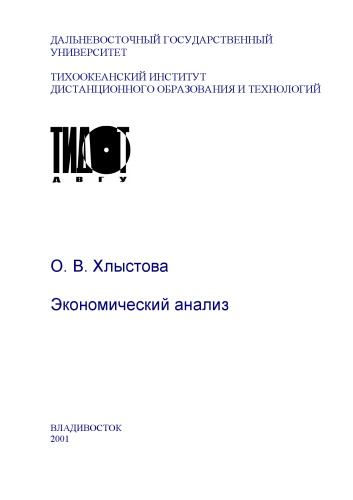 ДАЛЬНЕВОСТОЧНЫЙ ГОСУДАРСТВЕННЫЙ
УНИВЕРСИТЕТ
ТИХООКЕАНСКИЙ ИНСТИТУТ
ДИСТАНЦИОННОГО ОБРАЗОВАНИЯ И ТЕХНОЛОГИЙ
ТИДОТ
ДВГУ
О. В. Хлыстова
Экономический анализ
ВЛАДИВОСТОК
2001